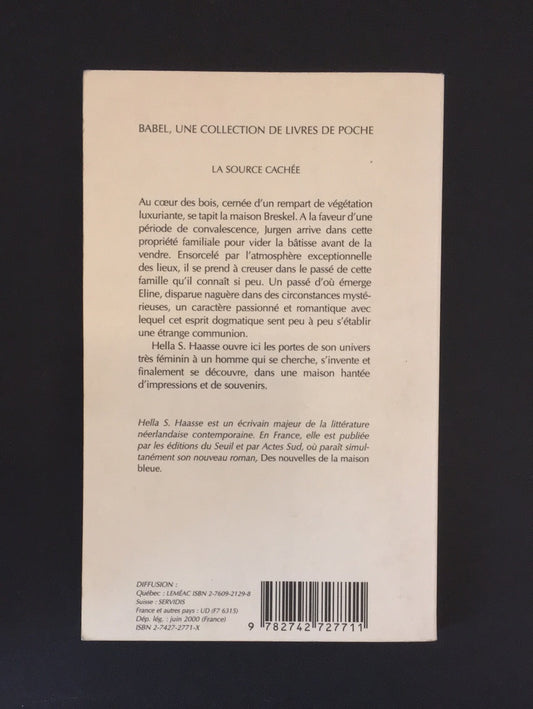 BABEL, UNE COLLECTION DE LIVRES DE POCHE
LA SOURCE CACHÉE
Au cœur des bois, cernée d'un rempart de végétation
luxuriante, se tapit la maison Breskel. A la faveur d'une
période de convalescence, Jurgen arrive dans cette
propriété familiale pour vider la bâtisse avant de la
vendre. Ensorcelé par l'atmosphère exceptionnelle
des lieux, il se prend à creuser dans le passé de cette
famille qu'il connaît si peu. Un passé d'où émerge
Eline, disparue naguère dans des circonstances mysté-
rieuses, un caractère passionné et romantique avec
lequel cet esprit dogmatique sent peu à peu s'établir
une étrange communion.
Hella S. Haasse ouvre ici les portes de son univers
très féminin à un homme qui se cherche, s'invente et
finalement se découvre, dans une maison hantée
d'impressions et de souvenirs.
Hella S. Haasse est un écrivain majeur de la littérature
néerlandaise contemporaine. En France, elle est publiée
par les éditions du Seuil et par Actes Sud, où paraît simul-
tanément son nouveau roman, Des nouvelles de la maison
bleue.
DIFFUSION :
Québec : LEMÉAC ISBN 2-7609-2129-8
Suisse : SERVIDIS
France et autres pays : UD (F7 6315)
Dép. lég. : juin 2000 (France)
ISBN 2-7427-2771-X
9 782742 727711